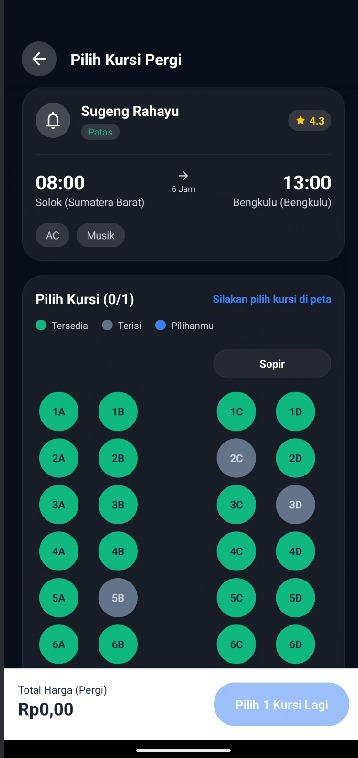 Pilih Kursi Pergi
Sugeng Rahayu
Patas
4.3
08:00
6 Jam
13:00
Solok (Sumatera Barat)
Bengkulu (Bengkulu)
AC
Musik
Pilih Kursi (0/1)
Silakan pilih kursi di peta
Tersedia
Terisi
Pilihanmu
Sopir
1A 1B 1C 1D
2A 2B 2C 2D
3A 3B 3C 3D
4A 4B 4C 4D
5A 5B 5C 5D
6A 6B 6C 6D
Total Harga (Pergi)
Rp0,00
Pilih 1 Kursi Lagi